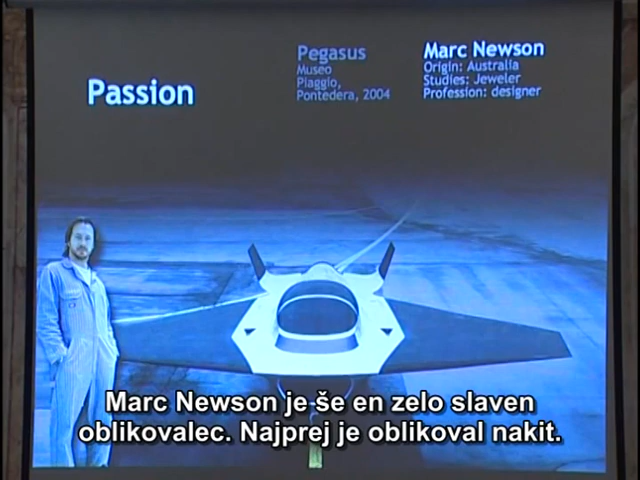 Passion
Pegasus
Museo
Piaggio,
Pontedera, 2004
Marc Newson
Origin: Australia
Studies: Jeweler
Profession: designer
Marc Newson je še en zelo slaven
oblikovalec. Najprej je oblikoval nakit.